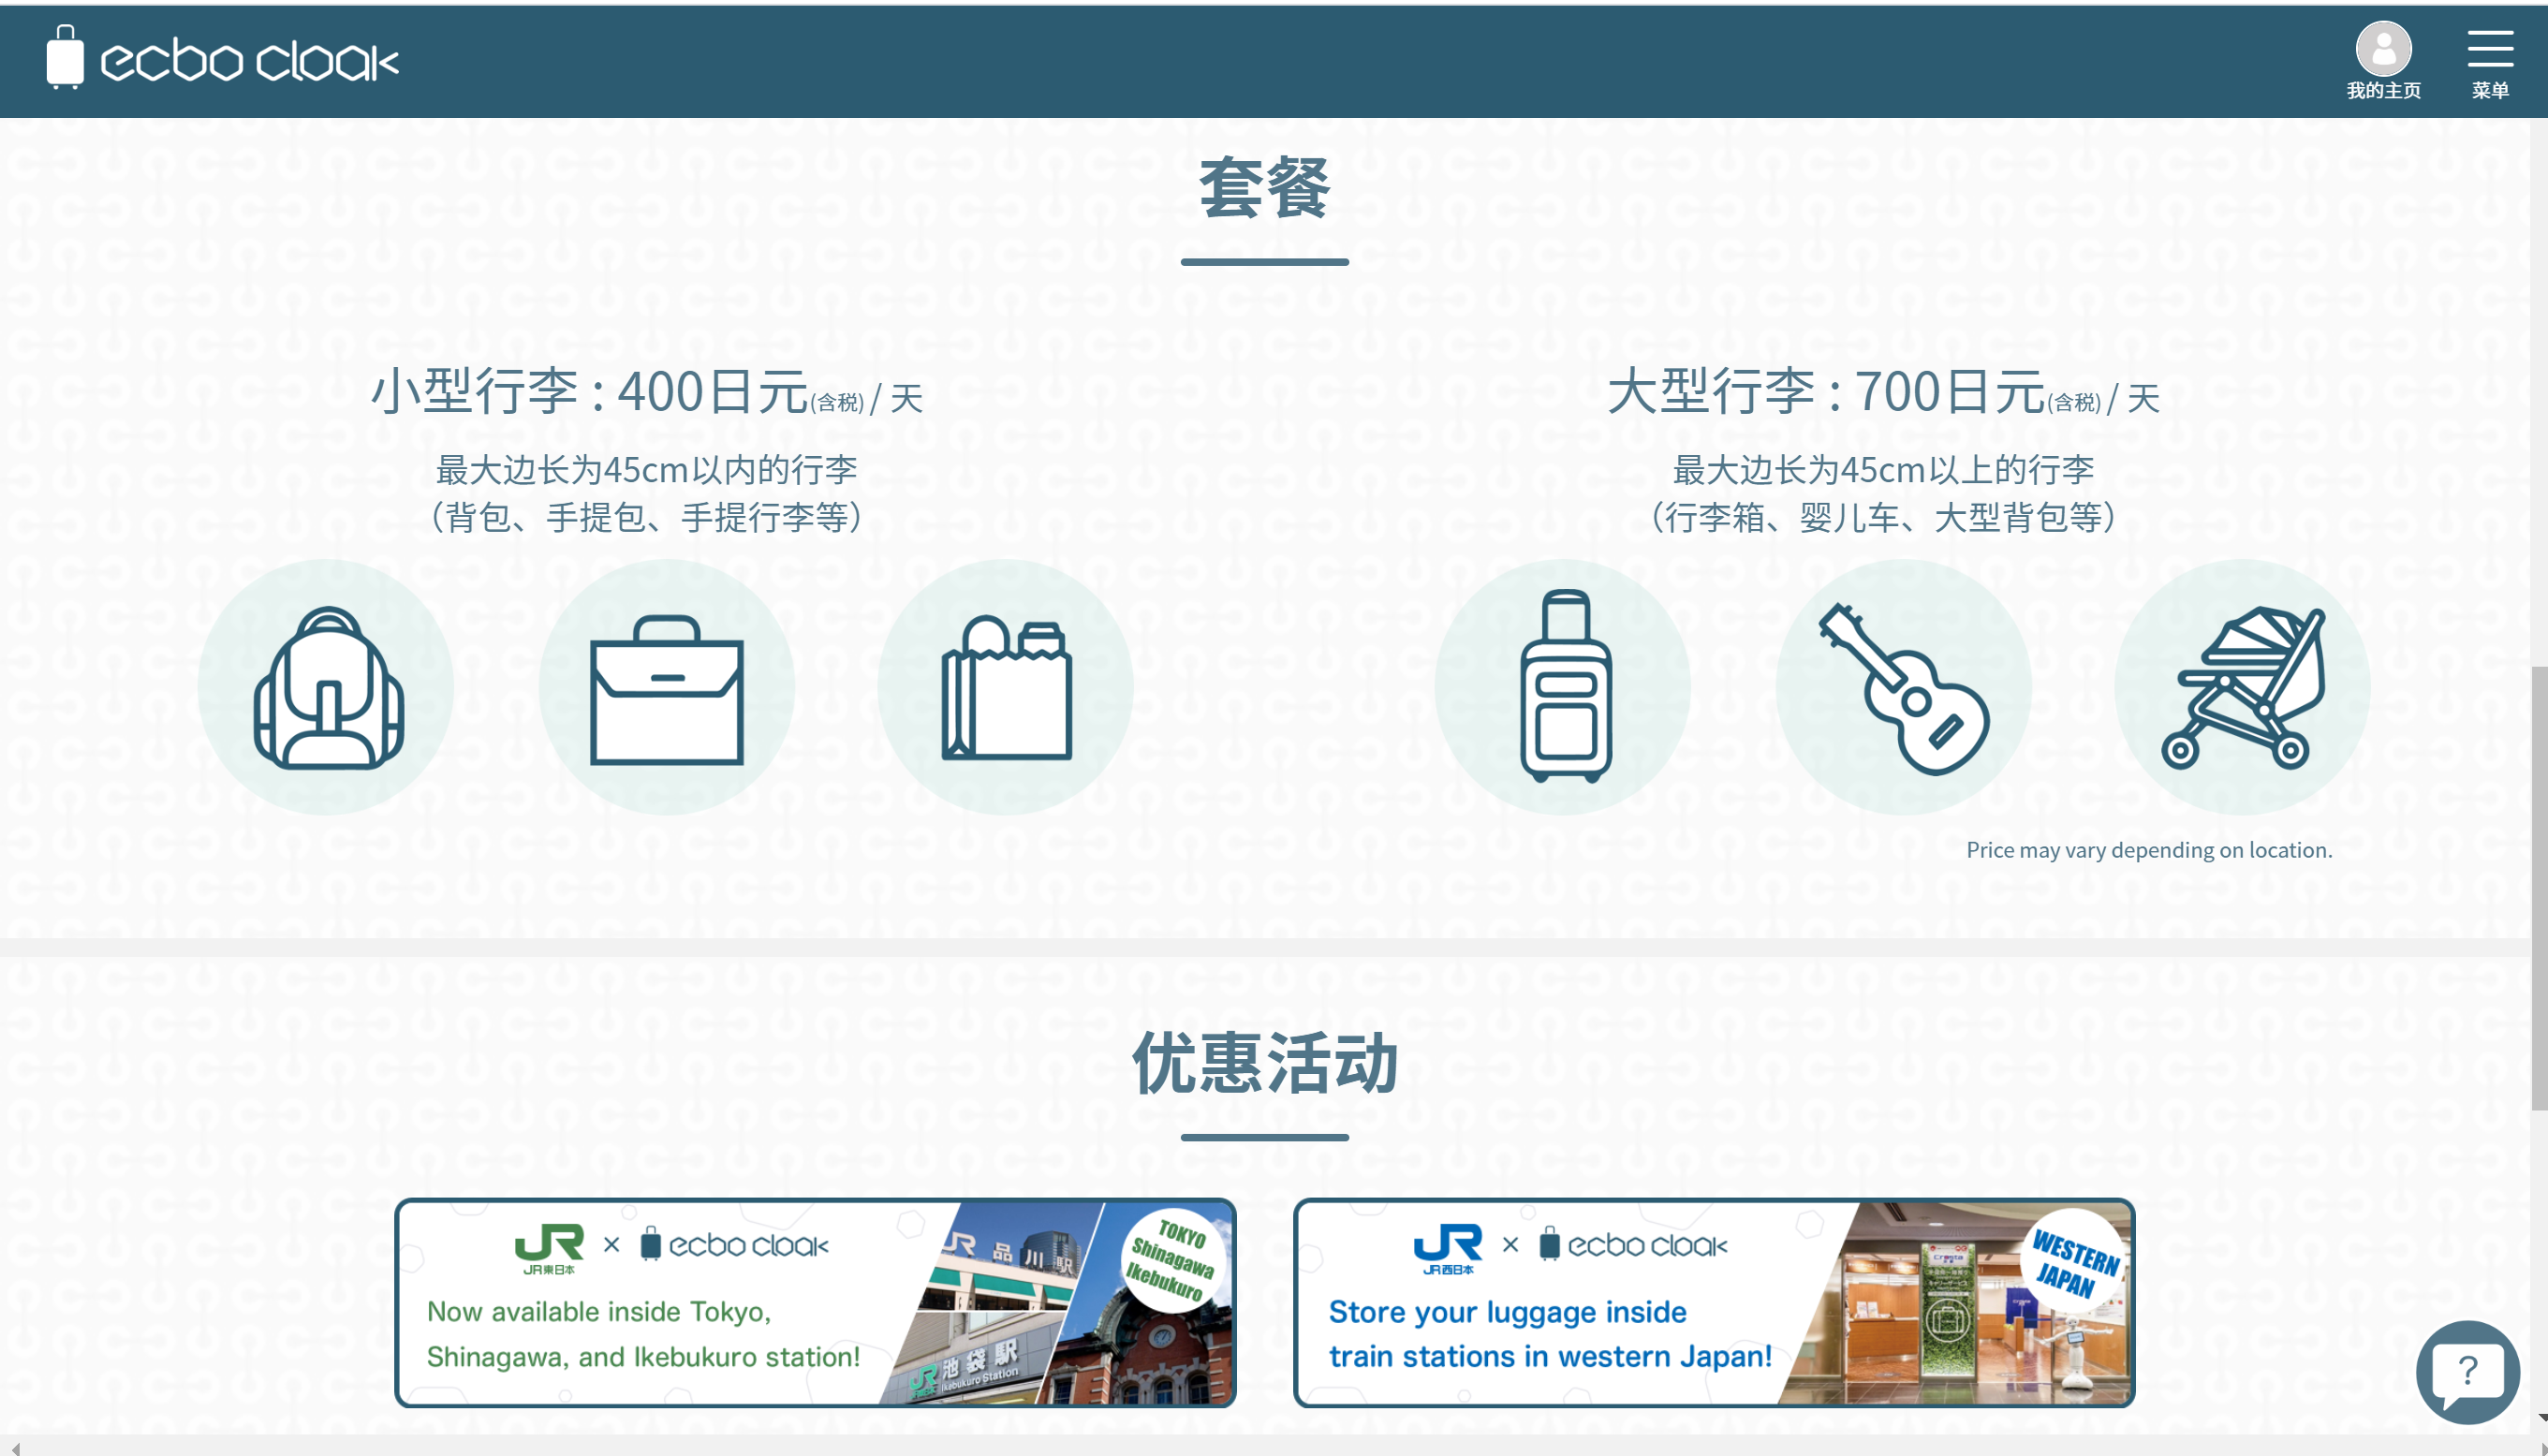 ecbo cloak
我的主页
菜单
套餐
小型行李 : 400日元(含税) / 天
最大边长为45cm以内的行李
（背包、手提包、手提行李等）
大型行李 : 700日元(含税) / 天
最大边长为45cm以上的行李
（行李箱、婴儿车、大型背包等）
Price may vary depending on location.
优惠活动
JR × ecbo cloak
JR東日本
Now available inside Tokyo,
Shinagawa, and Ikebukuro station!
JR 品川駅
JR 池袋駅
Ikebukuro Station
TOKYO
Shinagawa
Ikebukuro
JR × ecbo cloak
JR西日本
Store your luggage inside
train stations in western Japan!
Crosta
WESTERN
JAPAN
?